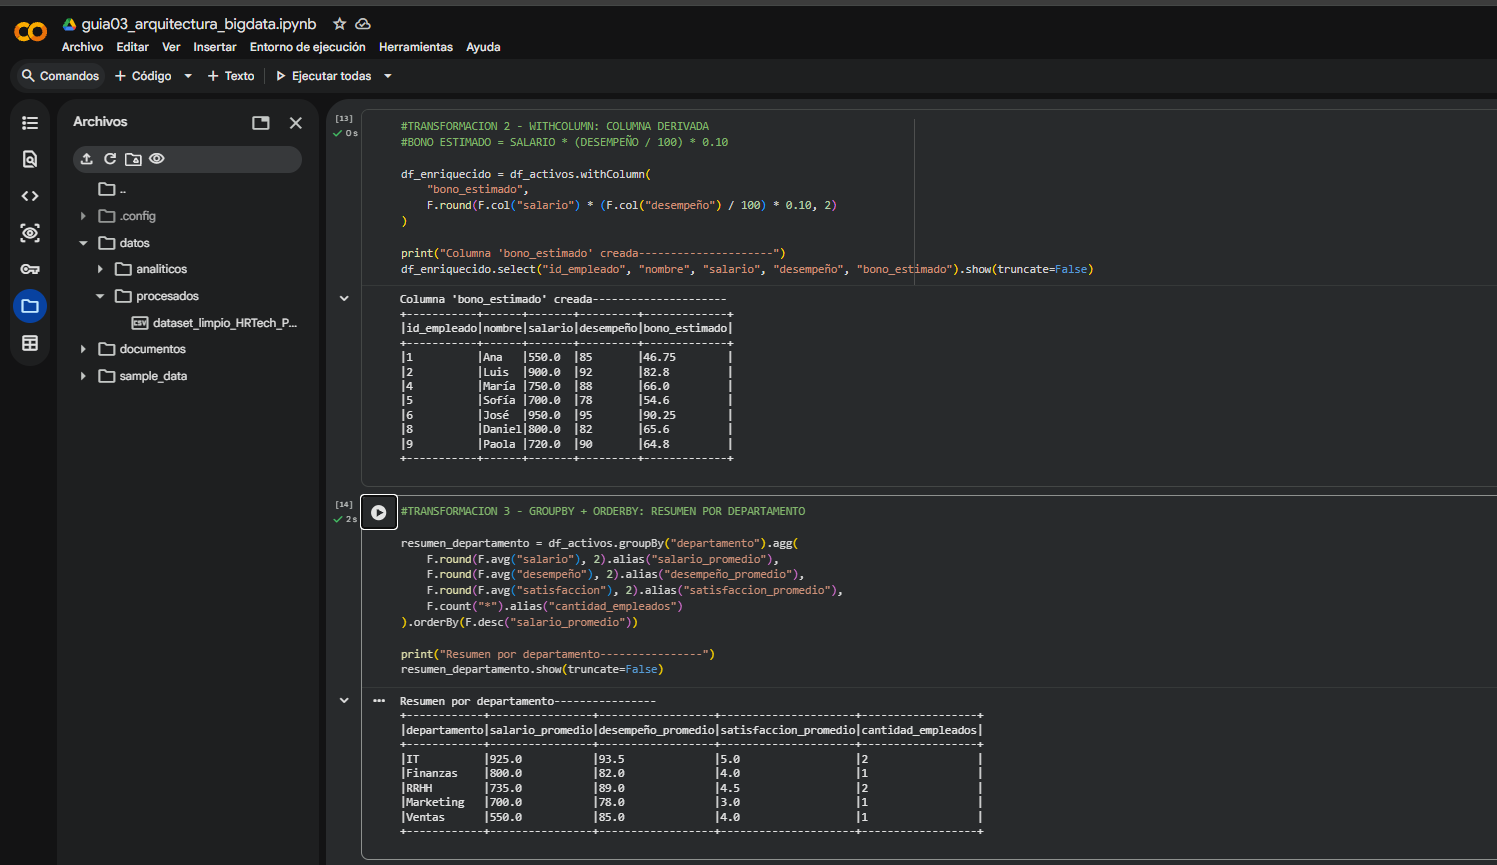 guia03_arquitectura_bigdata.ipynb
Archivo Editar Ver Insertar Entorno de ejecución Herramientas Ayuda
Comandos + Código + Texto Ejecutar todas
Archivos
..
.config
datos
analiticos
procesados
CSV dataset_limpio_HRTech_P...
documentos
sample_data
[13]
0 s
#TRANSFORMACION 2 - WITHCOLUMN: COLUMNA DERIVADA
#BONO ESTIMADO = SALARIO * (DESEMPEÑO / 100) * 0.10
df_enriquecido = df_activos.withColumn(
    "bono_estimado",
    F.round(F.col("salario") * (F.col("desempeño") / 100) * 0.10, 2)
)
print("Columna 'bono_estimado' creada---------------------")
df_enriquecido.select("id_empleado", "nombre", "salario", "desempeño", "bono_estimado").show(truncate=False)
Columna 'bono_estimado' creada---------------------
+-----------+------+-------+---------+-------------+
|id_empleado|nombre|salario|desempeño|bono_estimado|
+-----------+------+-------+---------+-------------+
|1          |Ana   |550.0  |85       |46.75        |
|2          |Luis  |900.0  |92       |82.8         |
|4          |María |750.0  |88       |66.0         |
|5          |Sofía |700.0  |78       |54.6         |
|6          |José  |950.0  |95       |90.25        |
|8          |Daniel|800.0  |82       |65.6         |
|9          |Paola |720.0  |90       |64.8         |
+-----------+------+-------+---------+-------------+
[14]
2 s
#TRANSFORMACION 3 - GROUPBY + ORDERBY: RESUMEN POR DEPARTAMENTO
resumen_departamento = df_activos.groupBy("departamento").agg(
    F.round(F.avg("salario"), 2).alias("salario_promedio"),
    F.round(F.avg("desempeño"), 2).alias("desempeño_promedio"),
    F.round(F.avg("satisfaccion"), 2).alias("satisfaccion_promedio"),
    F.count("*").alias("cantidad_empleados")
).orderBy(F.desc("salario_promedio"))
print("Resumen por departamento----------------")
resumen_departamento.show(truncate=False)
Resumen por departamento----------------
+------------+----------------+------------------+---------------------+------------------+
|departamento|salario_promedio|desempeño_promedio|satisfaccion_promedio|cantidad_empleados|
+------------+----------------+------------------+---------------------+------------------+
|IT          |925.0           |93.5              |5.0                  |2                 |
|Finanzas    |800.0           |82.0              |4.0                  |1                 |
|RRHH        |735.0           |89.0              |4.5                  |2                 |
|Marketing   |700.0           |78.0              |3.0                  |1                 |
|Ventas      |550.0           |85.0              |4.0                  |1                 |
+------------+----------------+------------------+---------------------+------------------+